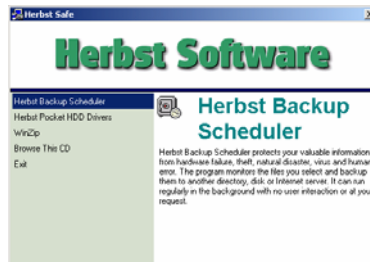 Herbst Safe
Herbst Software
Herbst Backup Scheduler
Herbst Pocket HDD Drivers
WinZip
Browse This CD
Exit
Herbst Backup
Scheduler
Herbst Backup Scheduler protects your valuable information
from hardware failure, theft, natural disaster, virus and human
error. The program monitors the files you select and backup
them to another directory, disk or Internet server. It can run
regularly in the background with no user interaction or at you
request.